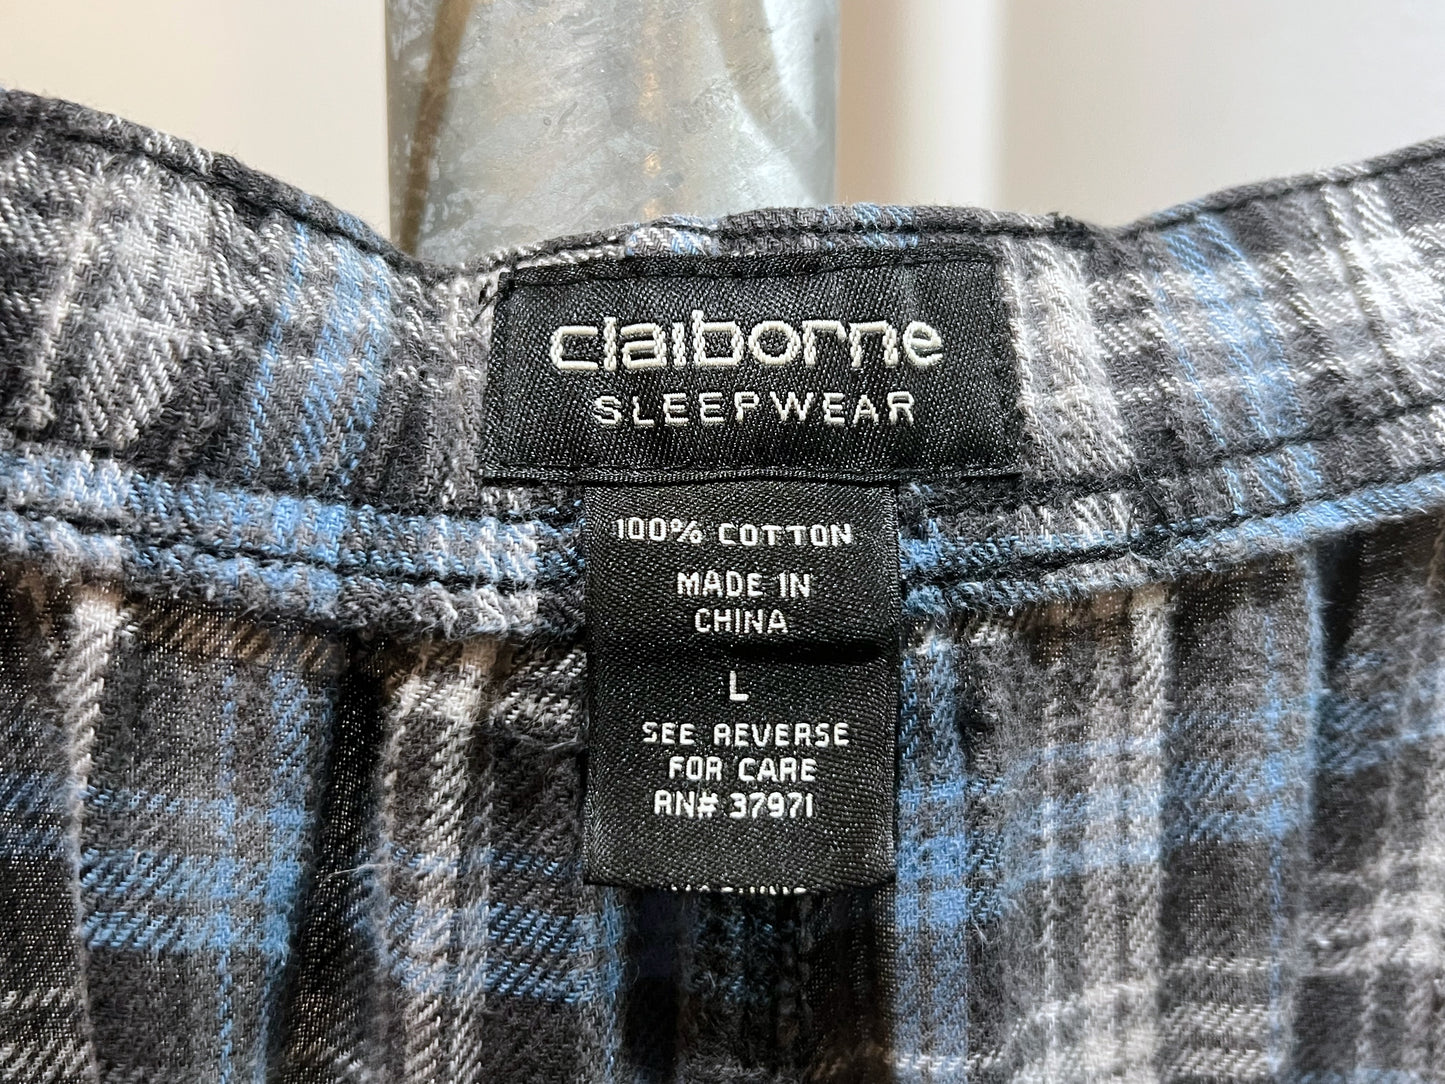 claiborne
SLEEPWEAR
100% COTTON
MADE IN
CHINA
L
SEE REVERSE
FOR CARE
RN# 37971